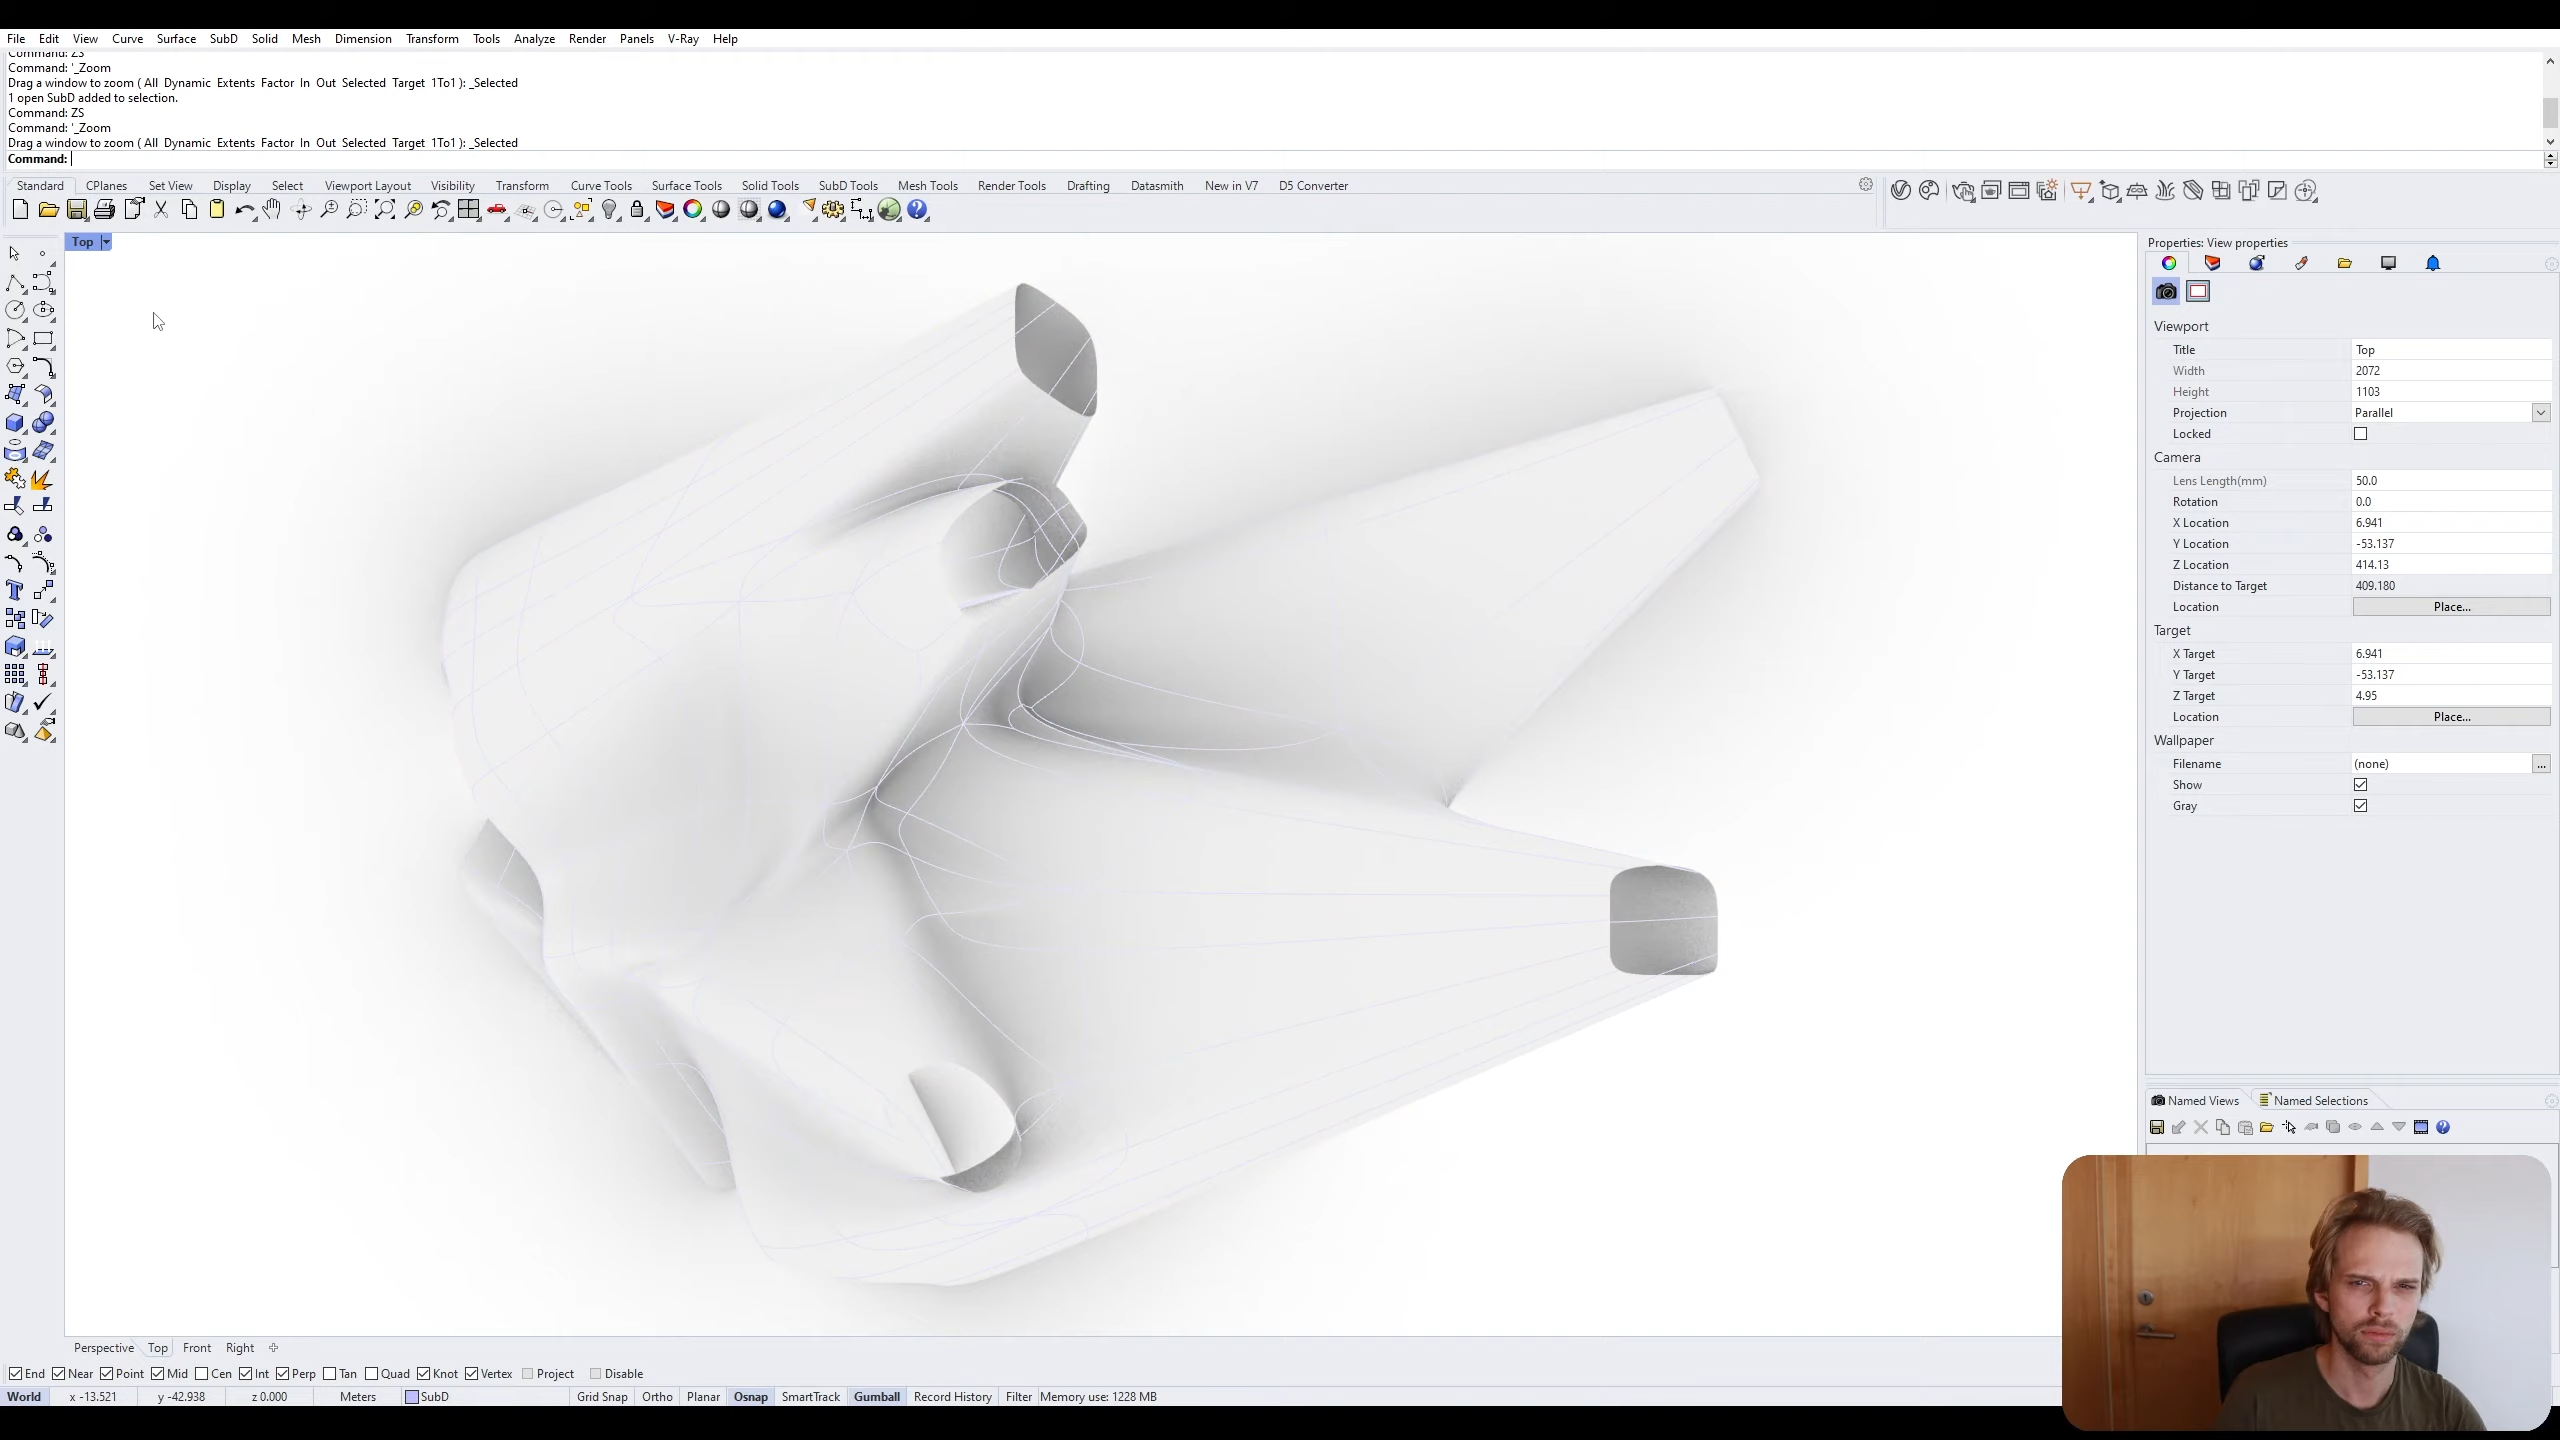 File Edit View Curve Surface SubD Solid Mesh Dimension Transform Tools Analyze Render Panels V-Ray Help
Command: ZS
Command: '_Zoom
Drag a window to zoom ( All Dynamic Extents Factor In Out Selected Target 1To1 ): _Selected
1 open SubD added to selection.
Command: ZS
Command: '_Zoom
Drag a window to zoom ( All Dynamic Extents Factor In Out Selected Target 1To1 ): _Selected
Command:
Standard CPlanes Set View Display Select Viewport Layout Visibility Transform Curve Tools Surface Tools Solid Tools SubD Tools Mesh Tools Render Tools Drafting Datasmith New in V7 D5 Converter
Top
Properties: View properties
Viewport
Title Top
Width 2072
Height 1103
Projection Parallel
Locked
Camera
Lens Length(mm) 50.0
Rotation 0.0
X Location 6.941
Y Location -53.137
Z Location 414.13
Distance to Target 409.180
Location Place...
Target
X Target 6.941
Y Target -53.137
Z Target 4.95
Location Place...
Wallpaper
Filename (none) ...
Show
Gray
Named Views Named Selections
Perspective Top Front Right
End Near Point Mid Cen Int Perp Tan Quad Knot Vertex Project Disable
World x -13.521 y -42.938 z 0.000 Meters SubD Grid Snap Ortho Planar Osnap SmartTrack Gumball Record History Filter Memory use: 1228 MB